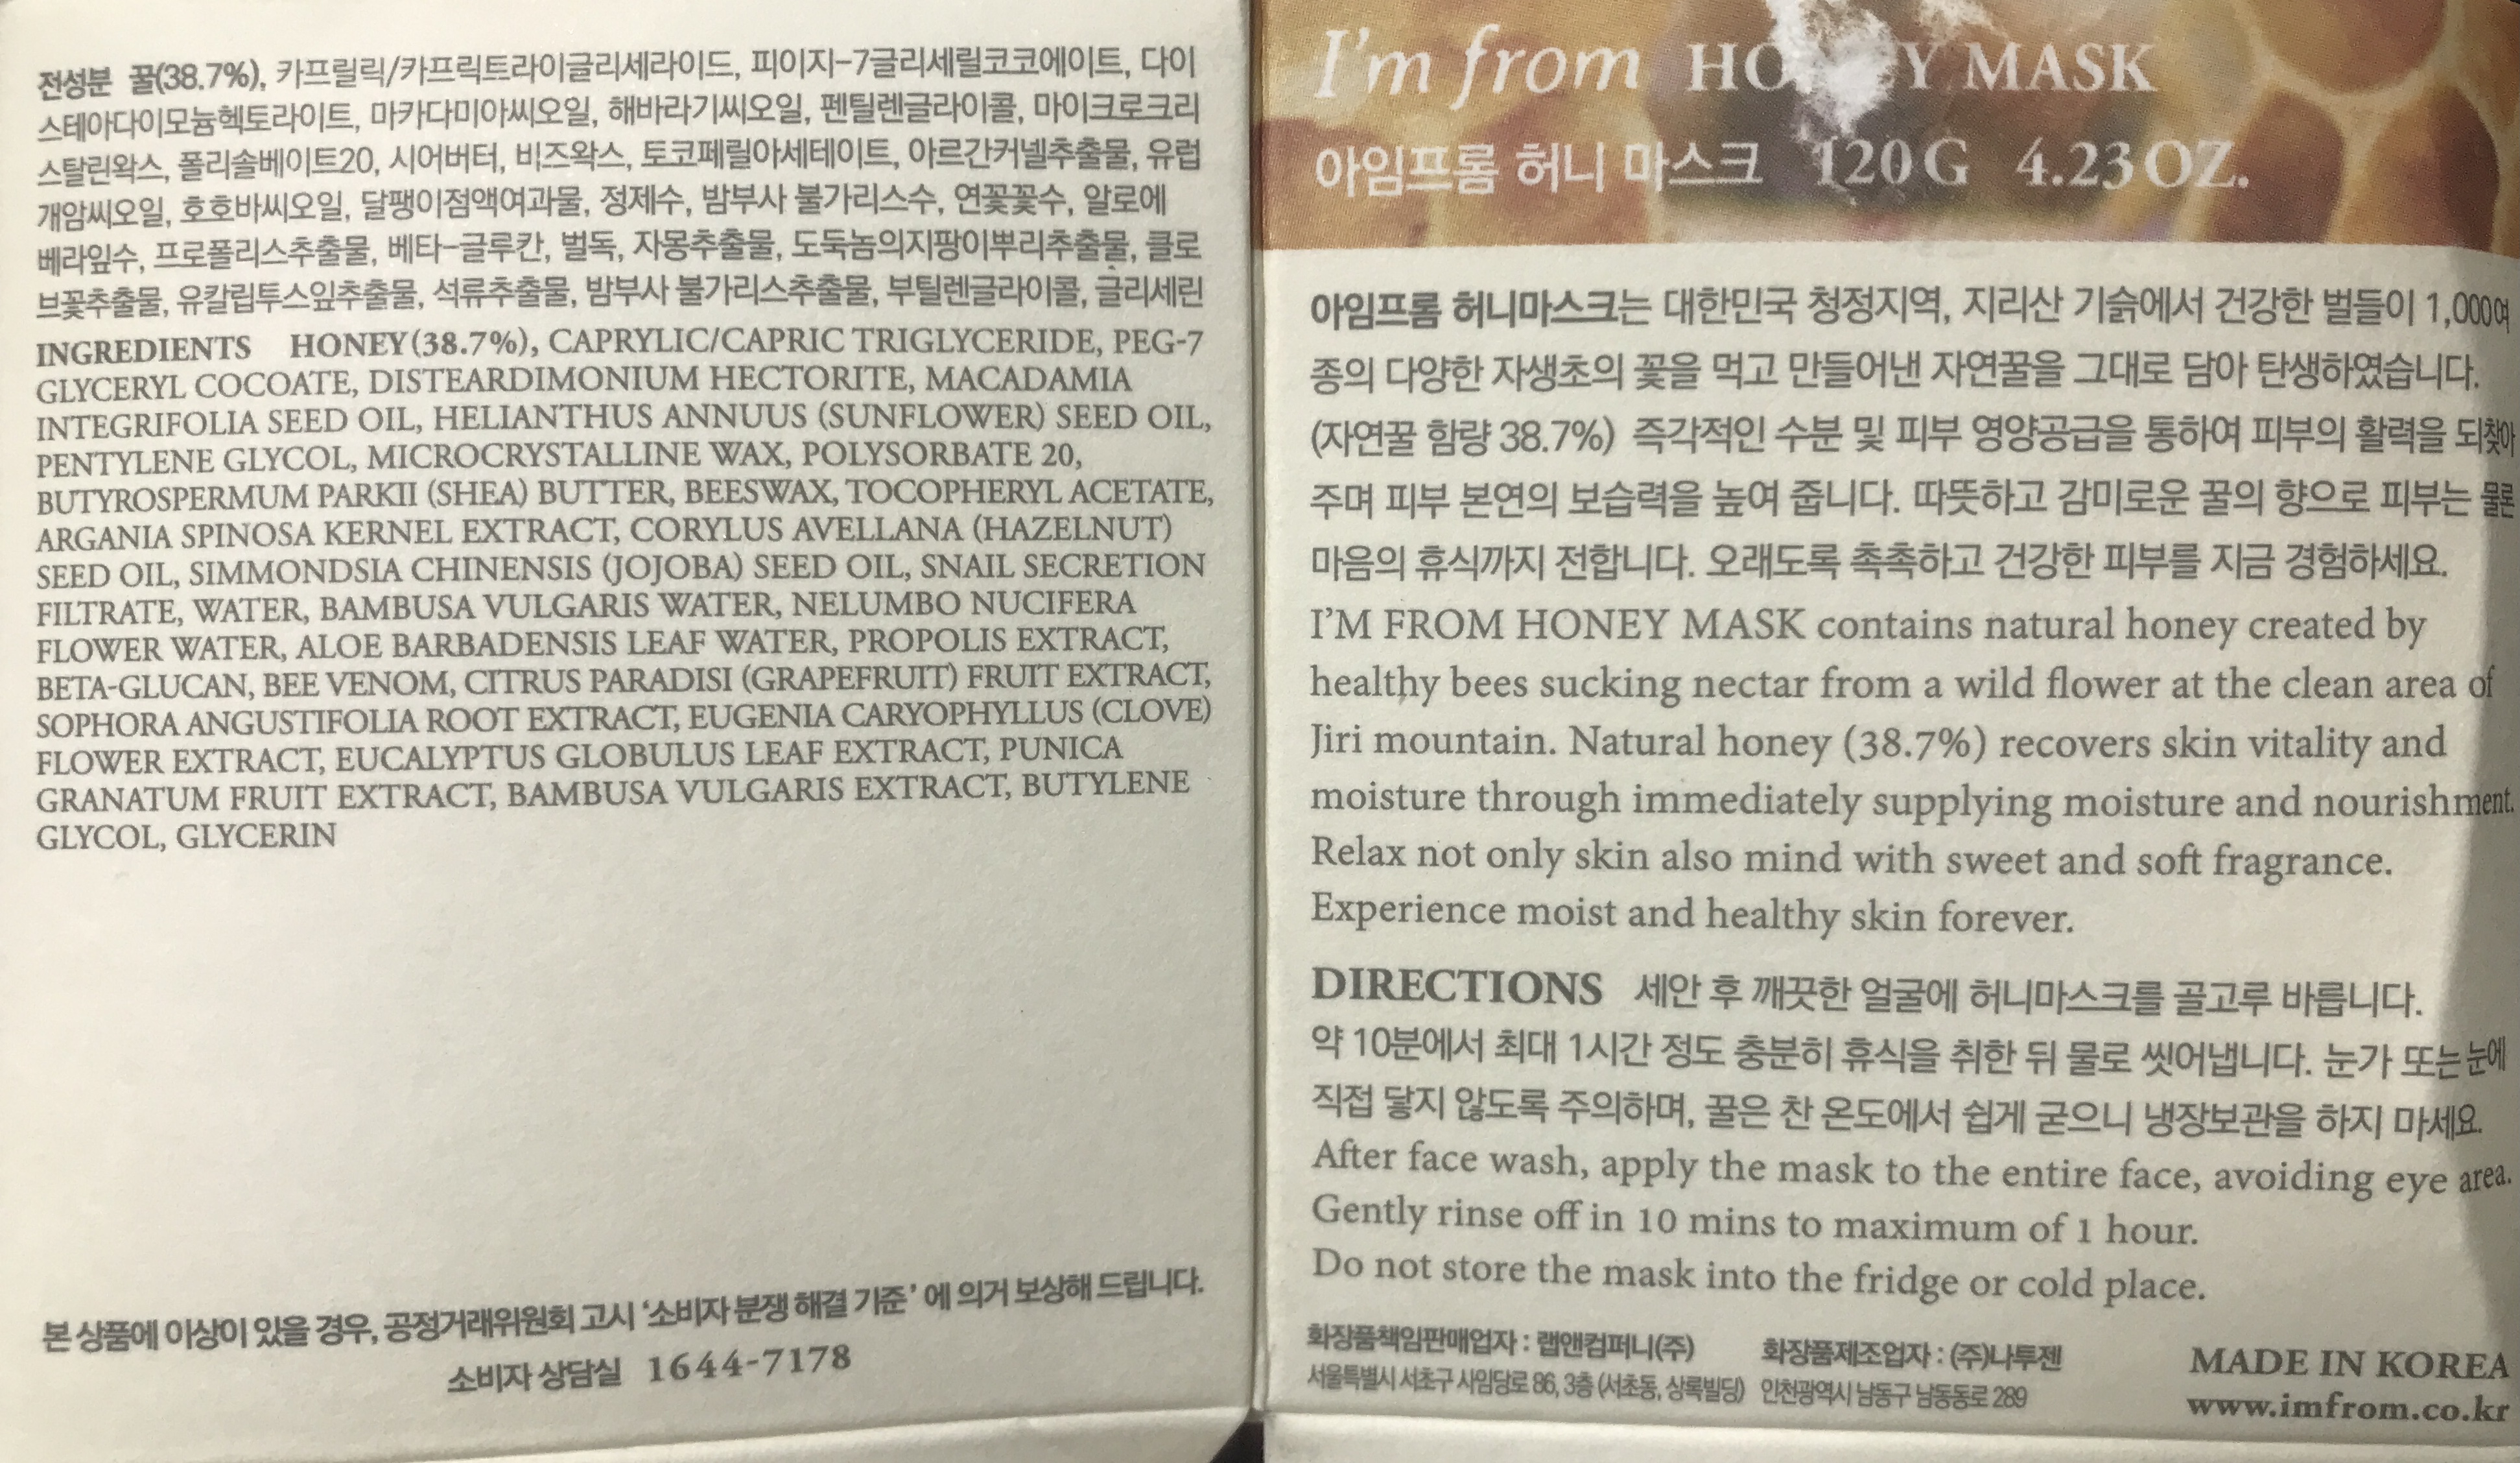 전성분 꿀(38.7%), 카프릴릭/카프릭트라이글리세라이드, 피이지-7글리세릴코코에이트, 다이
스테아다이모늄헥토라이트, 마카다미아씨오일, 해바라기씨오일, 펜틸렌글라이콜, 마이크로크리
스탈린왁스, 폴리솔베이트20, 시어버터, 비즈왁스, 토코페릴아세테이트, 아르간커넬추출물, 유럽
개암씨오일, 호호바씨오일, 달팽이점액여과물, 정제수, 밤부사 불가리스수, 연꽃꽃수, 알로에
베라잎수, 프로폴리스추출물, 베타-글루칸, 벌독, 자몽추출물, 도둑놈의지팡이뿌리추출물, 클로
브꽃추출물, 유칼립투스잎추출물, 석류추출물, 밤부사 불가리스추출물, 부틸렌글라이콜, 글리세린
INGREDIENTS HONEY(38.7%), CAPRYLIC/CAPRIC TRIGLYCERIDE, PEG-7
GLYCERYL COCOATE, DISTEARDIMONIUM HECTORITE, MACADAMIA
INTEGRIFOLIA SEED OIL, HELIANTHUS ANNUUS (SUNFLOWER) SEED OIL,
PENTYLENE GLYCOL, MICROCRYSTALLINE WAX, POLYSORBATE 20,
BUTYROSPERMUM PARKII (SHEA) BUTTER, BEESWAX, TOCOPHERYL ACETATE,
ARGANIA SPINOSA KERNEL EXTRACT, CORYLUS AVELLANA (HAZELNUT)
SEED OIL, SIMMONDSIA CHINENSIS (JOJOBA) SEED OIL, SNAIL SECRETION
FILTRATE, WATER, BAMBUSA VULGARIS WATER, NELUMBO NUCIFERA
FLOWER WATER, ALOE BARBADENSIS LEAF WATER, PROPOLIS EXTRACT,
BETA-GLUCAN, BEE VENOM, CITRUS PARADISI (GRAPEFRUIT) FRUIT EXTRACT,
SOPHORA ANGUSTIFOLIA ROOT EXTRACT, EUGENIA CARYOPHYLLUS (CLOVE)
FLOWER EXTRACT, EUCALYPTUS GLOBULUS LEAF EXTRACT, PUNICA
GRANATUM FRUIT EXTRACT, BAMBUSA VULGARIS EXTRACT, BUTYLENE
GLYCOL, GLYCERIN
본 상품에 이상이 있을 경우, 공정거래위원회 고시 '소비자 분쟁 해결 기준' 에 의거 보상해 드립니다.
소비자 상담실 1644-7178
I'm from MASK
아임프롬 허니 마스크 120G 4.23OZ.
아임프롬 허니마스크는 대한민국 청정지역, 지리산 기슭에서 건강한 벌들이 1,000여
종의 다양한 자생초의 꽃을 먹고 만들어낸 자연꿀을 그대로 담아 탄생하였습니다.
(자연꿀 함량 38.7%) 즉각적인 수분 및 피부 영양공급을 통하여 피부의 활력을 되찾아
주며 피부 본연의 보습력을 높여 줍니다. 따뜻하고 감미로운 꿀의 향으로 피부는 물론
마음의 휴식까지 전합니다. 오래도록 촉촉하고 건강한 피부를 지금 경험하세요.
I'M FROM HONEY MASK contains natural honey created by
healthy bees sucking nectar from a wild flower at the clean area of
Jiri mountain. Natural honey (38.7%) recovers skin vitality and
moisture through immediately supplying moisture and nourishment.
Relax not only skin also mind with sweet and soft fragrance.
Experience moist and healthy skin forever.
DIRECTIONS 세안 후 깨끗한 얼굴에 허니마스크를 골고루 바릅니다.
약 10분에서 최대 1시간 정도 충분히 휴식을 취한 뒤 물로 씻어냅니다. 눈가 또는 눈에
직접 닿지 않도록 주의하며, 꿀은 찬 온도에서 쉽게 굳으니 냉장보관을 하지 마세요.
After face wash, apply the mask to the entire face, avoiding eye area.
Gently rinse off in 10 mins to maximum of 1 hour.
Do not store the mask into the fridge or cold place.
화장품책임판매업자 : 랩앤컴퍼니(주) 화장품제조업자 : (주)나투젠
서울특별시 서초구 사임당로 86, 3층 (서초동, 상록빌딩) 인천광역시 남동구 남동동로 289
MADE IN KOREA
www.imfrom.co.kr